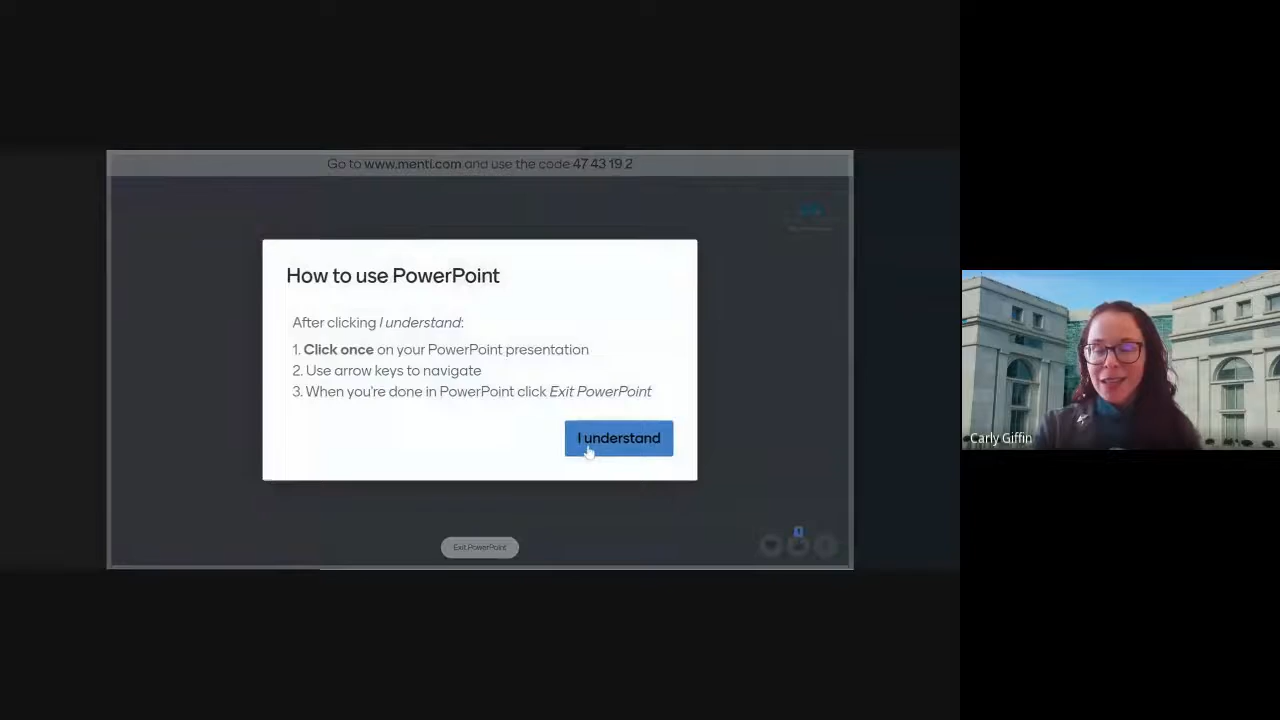 Go to www.menti.com and use the code 47 43 19 2
How to use PowerPoint
After clicking I understand:
1. Click once on your PowerPoint presentation
2. Use arrow keys to navigate
3. When you're done in PowerPoint click Exit PowerPoint
I understand
Exit PowerPoint
Carly Giffin